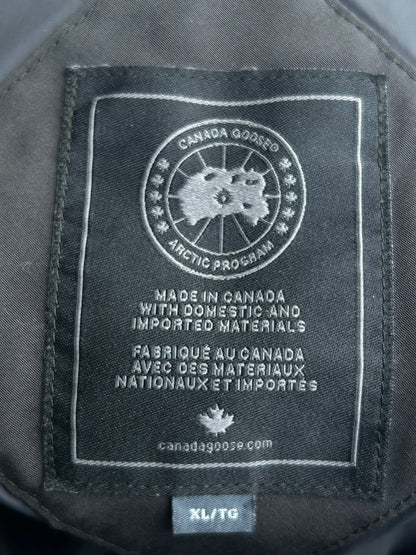 CANADA GOOSE®
ARCTIC PROGRAM
MADE IN CANADA
WITH DOMESTIC AND
IMPORTED MATERIALS
FABRIQUÉ AU CANADA
AVEC DES MATERIAUX
NATIONAUX ET IMPORTÉS
canadagoose.com
XL/TG